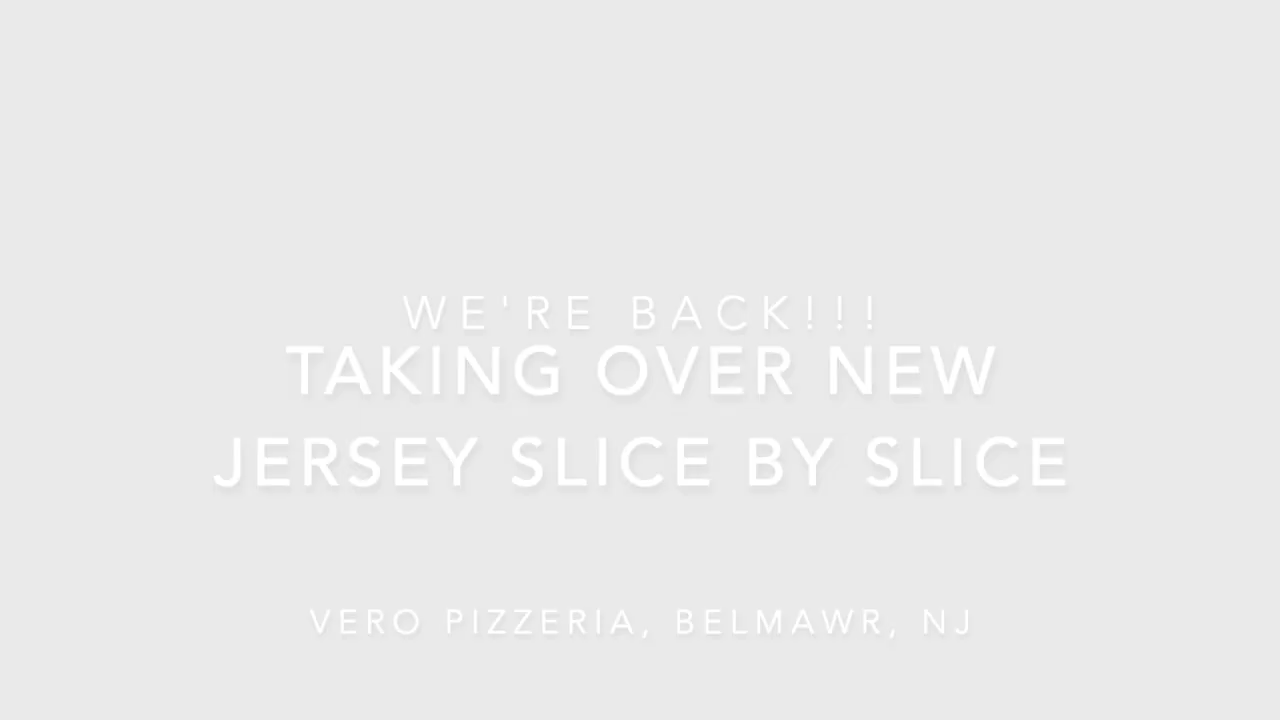 WE'RE BACK!!!
TAKING OVER NEW
JERSEY SLICE BY SLICE
VERO PIZZERIA, BELMAWR, NJ